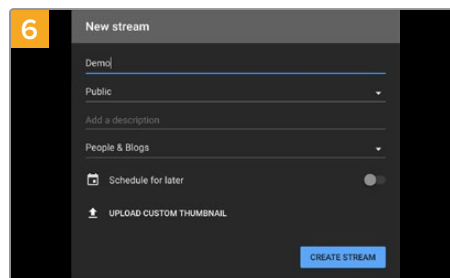 6
New stream
Demo
Public
Add a description
People & Blogs
Schedule for later
UPLOAD CUSTOM THUMBNAIL
CREATE STREAM